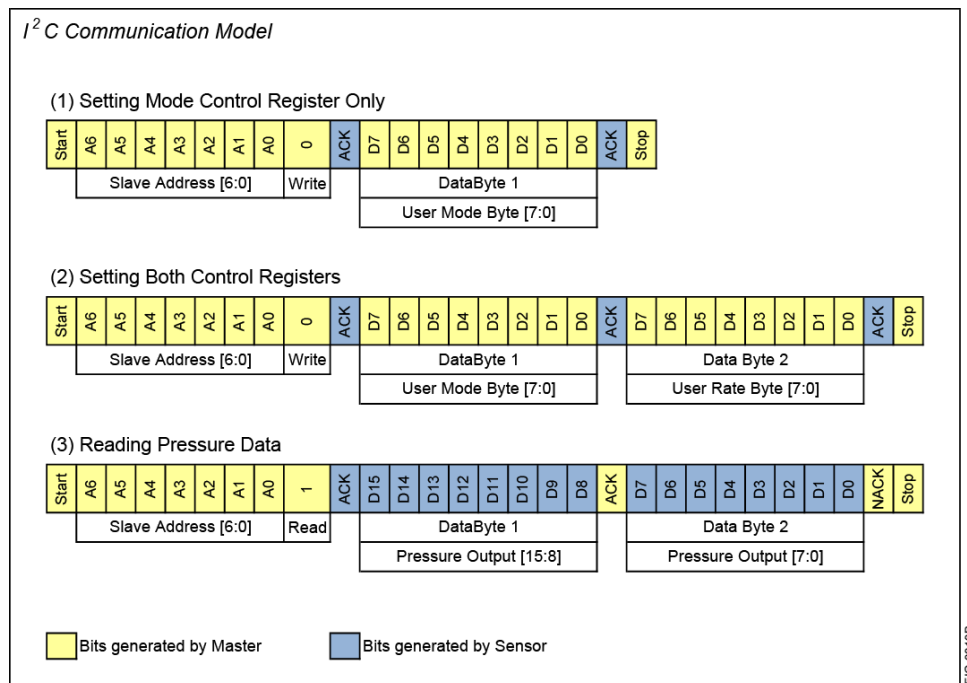 I²C Communication Model
(1) Setting Mode Control Register Only
Start A6 A5 A4 A3 A2 A1 A0 0 ACK D7 D6 D5 D4 D3 D2 D1 D0 ACK Stop
Slave Address [6:0] Write DataByte 1
User Mode Byte [7:0]
(2) Setting Both Control Registers
Start A6 A5 A4 A3 A2 A1 A0 0 ACK D7 D6 D5 D4 D3 D2 D1 D0 ACK D7 D6 D5 D4 D3 D2 D1 D0 ACK Stop
Slave Address [6:0] Write DataByte 1 Data Byte 2
User Mode Byte [7:0] User Rate Byte [7:0]
(3) Reading Pressure Data
Start A6 A5 A4 A3 A2 A1 A0 1 ACK D15 D14 D13 D12 D11 D10 D9 D8 ACK D7 D6 D5 D4 D3 D2 D1 D0 NACK Stop
Slave Address [6:0] Read DataByte 1 Data Byte 2
Pressure Output [15:8] Pressure Output [7:0]
Bits generated by Master Bits generated by Sensor